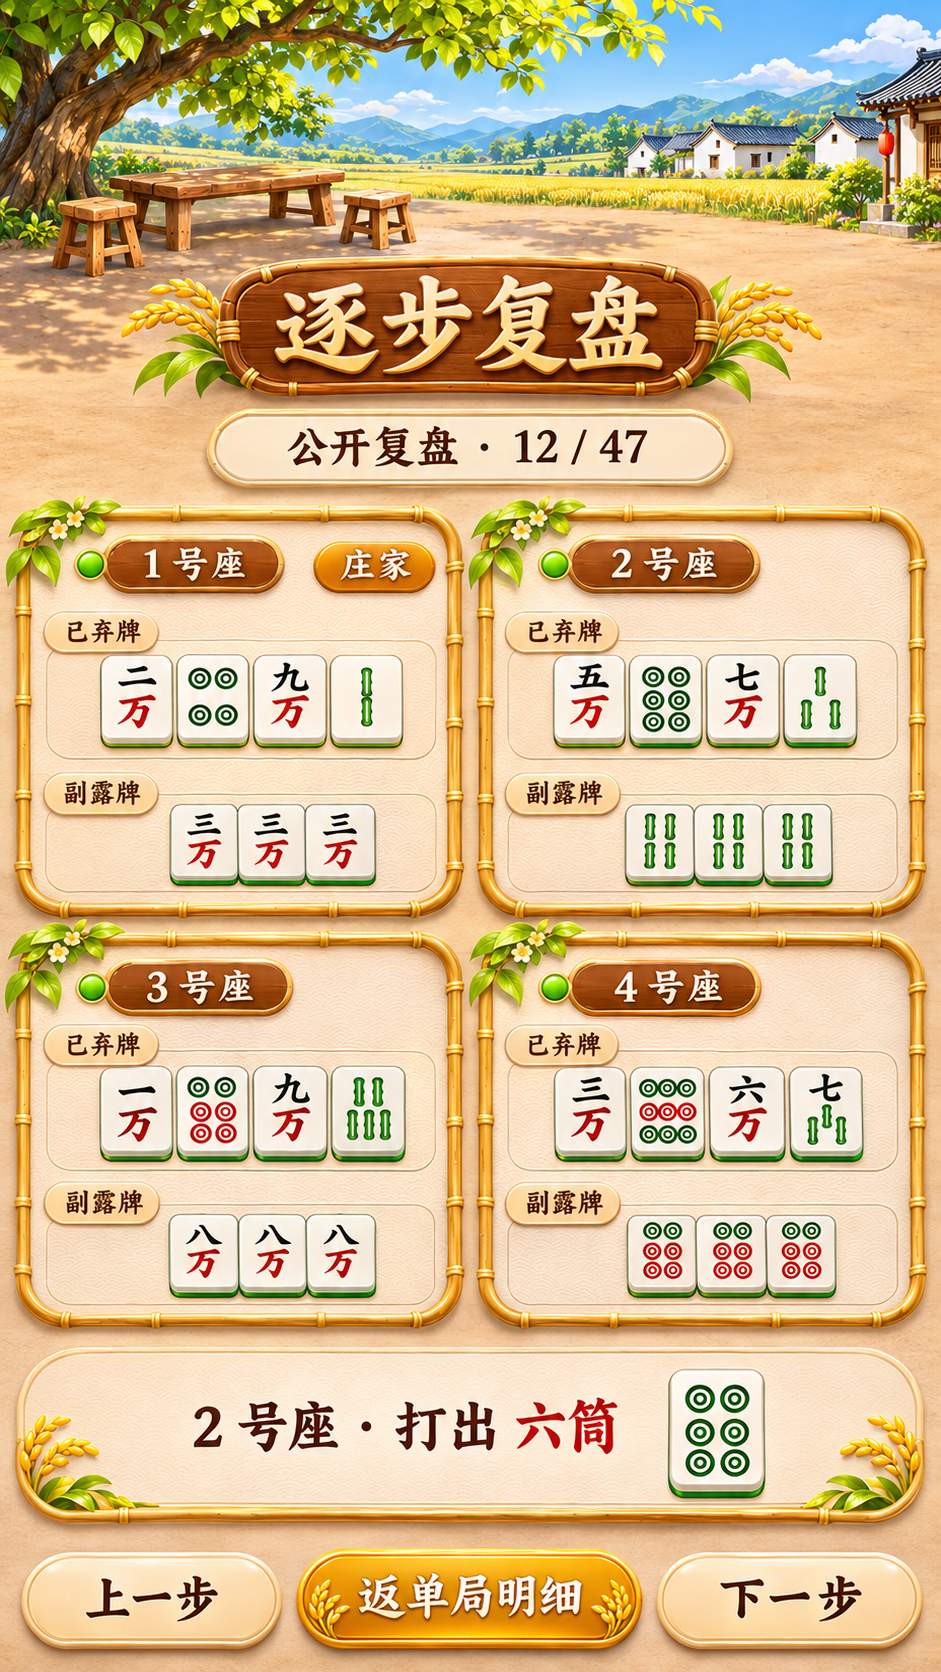 逐步复盘
公开复盘 · 12 / 47
1号座
庄家
已弃牌
二万
九万
副露牌
三万 三万 三万
2号座
已弃牌
五万
七万
副露牌
3号座
已弃牌
一万
九万
副露牌
八万 八万 八万
4号座
已弃牌
三万
六万
七
副露牌
2号座 · 打出 六筒
上一步
返单局明细
下一步